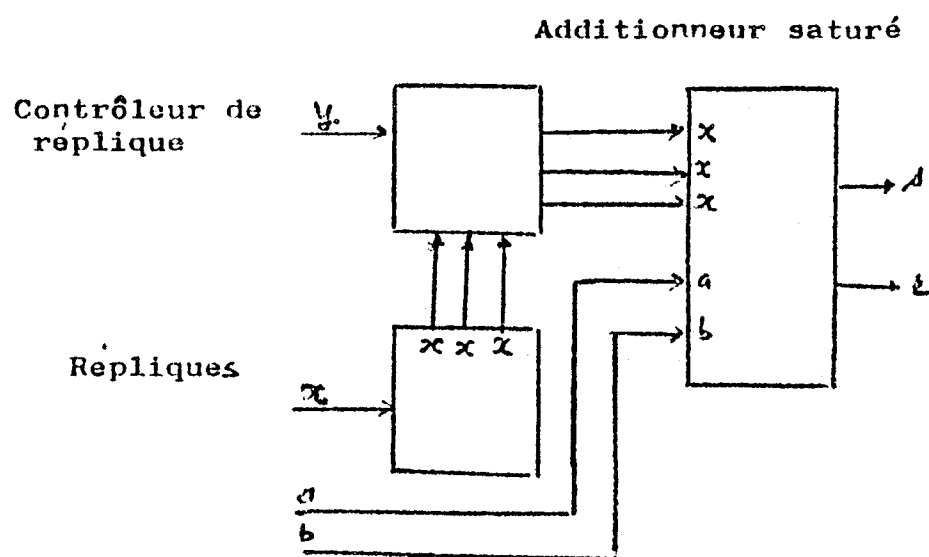 Additionneur saturé
Contrôleur de
réplique
y
x
x
x
a
b
x x x
Répliques
x
a
b